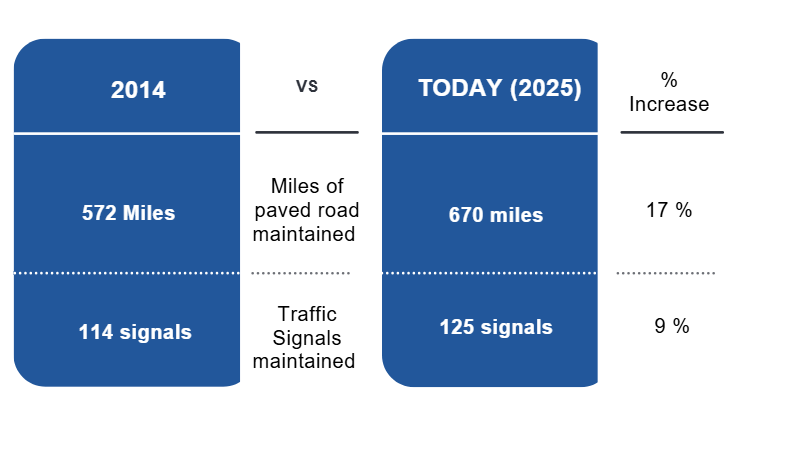 2014
VS
TODAY (2025)
%
Increase
572 Miles
Miles of
paved road
maintained
670 miles
17 %
114 signals
Traffic
Signals
maintained
125 signals
9 %